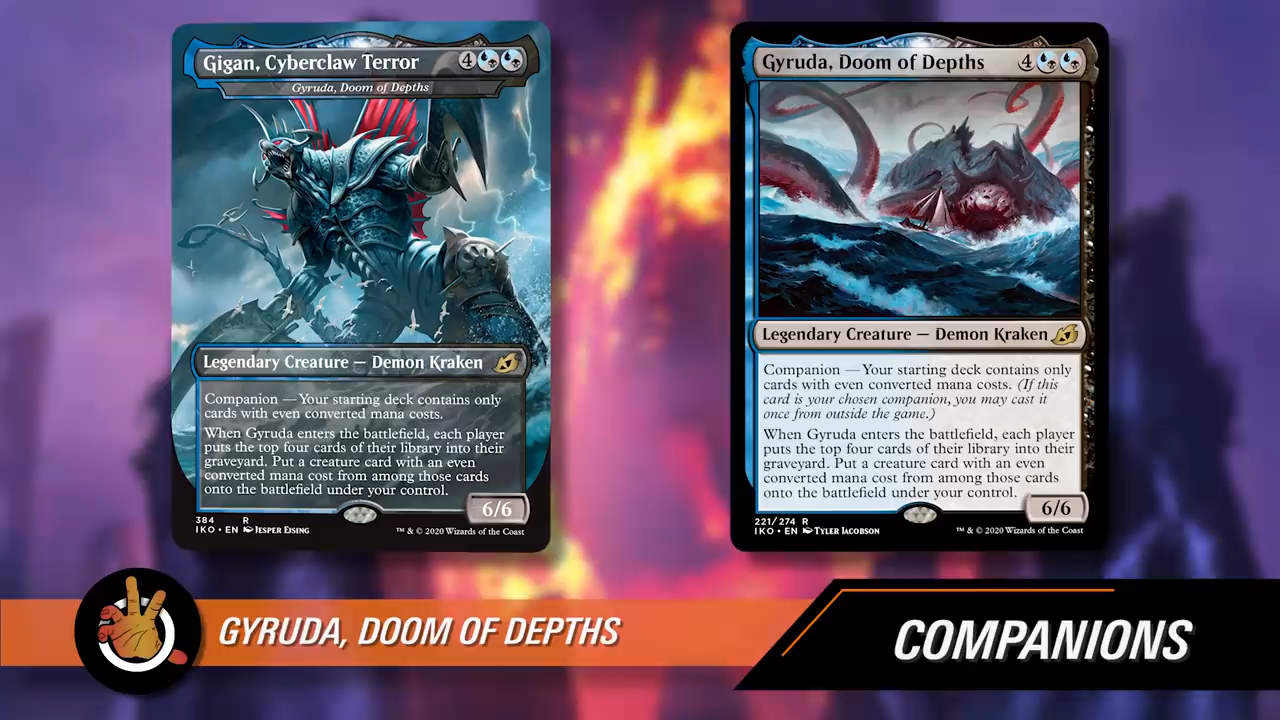 Gigan, Cyberclaw Terror 4
Gyruda, Doom of Depths
Legendary Creature — Demon Kraken
Companion — Your starting deck contains only
cards with even converted mana costs.
When Gyruda enters the battlefield, each player
puts the top four cards of their library into their
graveyard. Put a creature card with an even
converted mana cost from among those cards
onto the battlefield under your control.
6/6
384 R
IKO • EN Jesper Ejsing
™ & © 2020 Wizards of the Coast
Gyruda, Doom of Depths 4
Legendary Creature — Demon Kraken
Companion — Your starting deck contains only
cards with even converted mana costs. (If this
card is your chosen companion, you may cast it
once from outside the game.)
When Gyruda enters the battlefield, each player
puts the top four cards of their library into their
graveyard. Put a creature card with an even
converted mana cost from among those cards
onto the battlefield under your control.
6/6
221/274 R
IKO • EN Tyler Jacobson
™ & © 2020 Wizards of the Coast
GYRUDA, DOOM OF DEPTHS
COMPANIONS